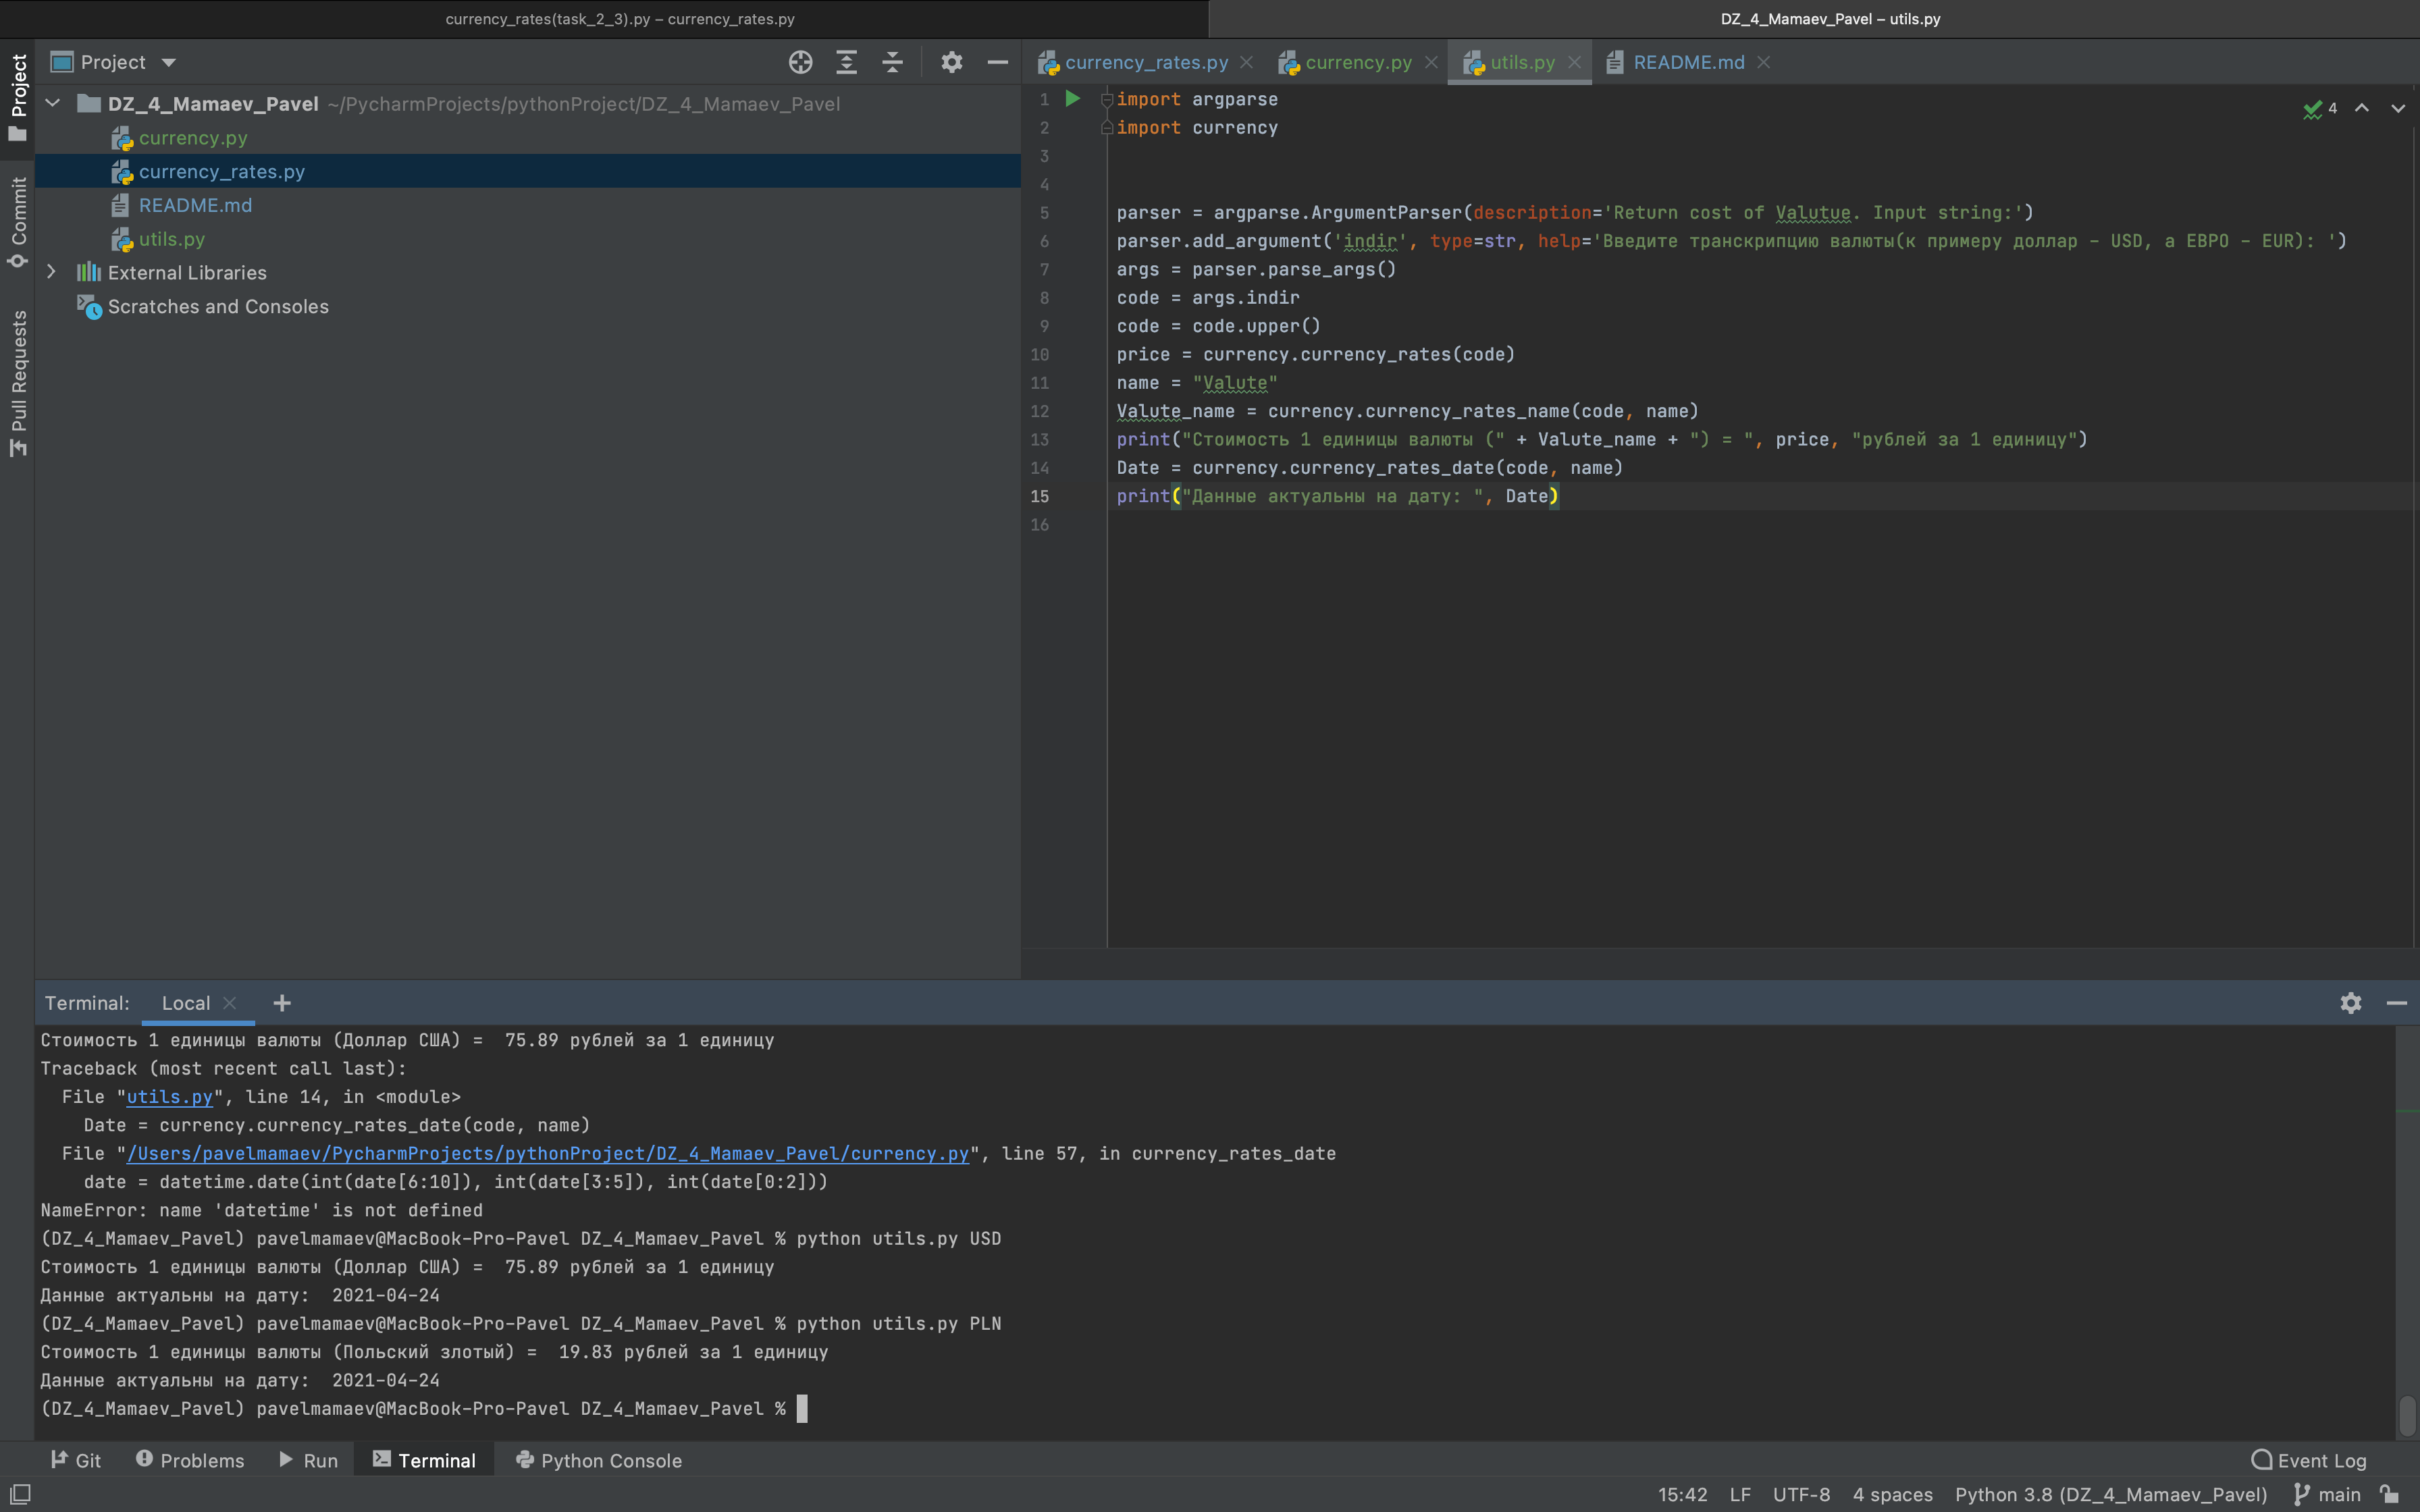 currency_rates(task_2_3).py – currency_rates.py
DZ_4_Mamaev_Pavel – utils.py
Project
currency_rates.py
currency.py
utils.py
README.md
Project
Commit
Pull Requests
DZ_4_Mamaev_Pavel ~/PycharmProjects/pythonProject/DZ_4_Mamaev_Pavel
currency.py
currency_rates.py
README.md
utils.py
External Libraries
Scratches and Consoles
4
1 import argparse
2 import currency
3
4
5 parser = argparse.ArgumentParser(description='Return cost of Valutue. Input string:')
6 parser.add_argument('indir', type=str, help='Введите транскрипцию валюты(к примеру доллар - USD, а ЕВРО - EUR): ')
7 args = parser.parse_args()
8 code = args.indir
9 code = code.upper()
10 price = currency.currency_rates(code)
11 name = "Valute"
12 Valute_name = currency.currency_rates_name(code, name)
13 print("Стоимость 1 единицы валюты (" + Valute_name + ") = ", price, "рублей за 1 единицу")
14 Date = currency.currency_rates_date(code, name)
15 print("Данные актуальны на дату: ", Date)
16
Terminal: Local
Стоимость 1 единицы валюты (Доллар США) =  75.89 рублей за 1 единицу
Traceback (most recent call last):
  File "utils.py", line 14, in <module>
    Date = currency.currency_rates_date(code, name)
  File "/Users/pavelmamaev/PycharmProjects/pythonProject/DZ_4_Mamaev_Pavel/currency.py", line 57, in currency_rates_date
    date = datetime.date(int(date[6:10]), int(date[3:5]), int(date[0:2]))
NameError: name 'datetime' is not defined
(DZ_4_Mamaev_Pavel) pavelmamaev@MacBook-Pro-Pavel DZ_4_Mamaev_Pavel % python utils.py USD
Стоимость 1 единицы валюты (Доллар США) =  75.89 рублей за 1 единицу
Данные актуальны на дату:  2021-04-24
(DZ_4_Mamaev_Pavel) pavelmamaev@MacBook-Pro-Pavel DZ_4_Mamaev_Pavel % python utils.py PLN
Стоимость 1 единицы валюты (Польский злотый) =  19.83 рублей за 1 единицу
Данные актуальны на дату:  2021-04-24
(DZ_4_Mamaev_Pavel) pavelmamaev@MacBook-Pro-Pavel DZ_4_Mamaev_Pavel %
Git Problems Run Terminal Python Console Event Log
15:42 LF UTF-8 4 spaces Python 3.8 (DZ_4_Mamaev_Pavel) main